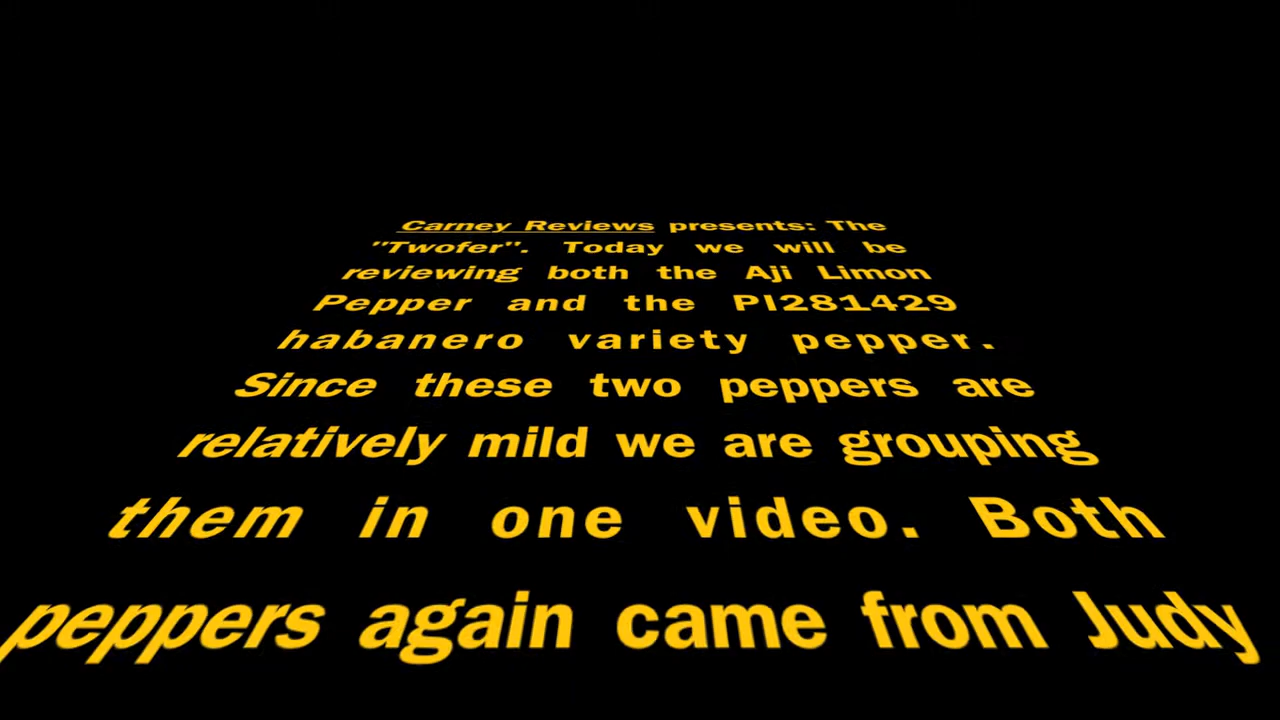 Carney Reviews presents: The
"Twofer". Today we will be
reviewing both the Aji Limon
Pepper and the PI281429
habanero variety pepper.
Since these two peppers are
relatively mild we are grouping
them in one video. Both
peppers again came from Judy